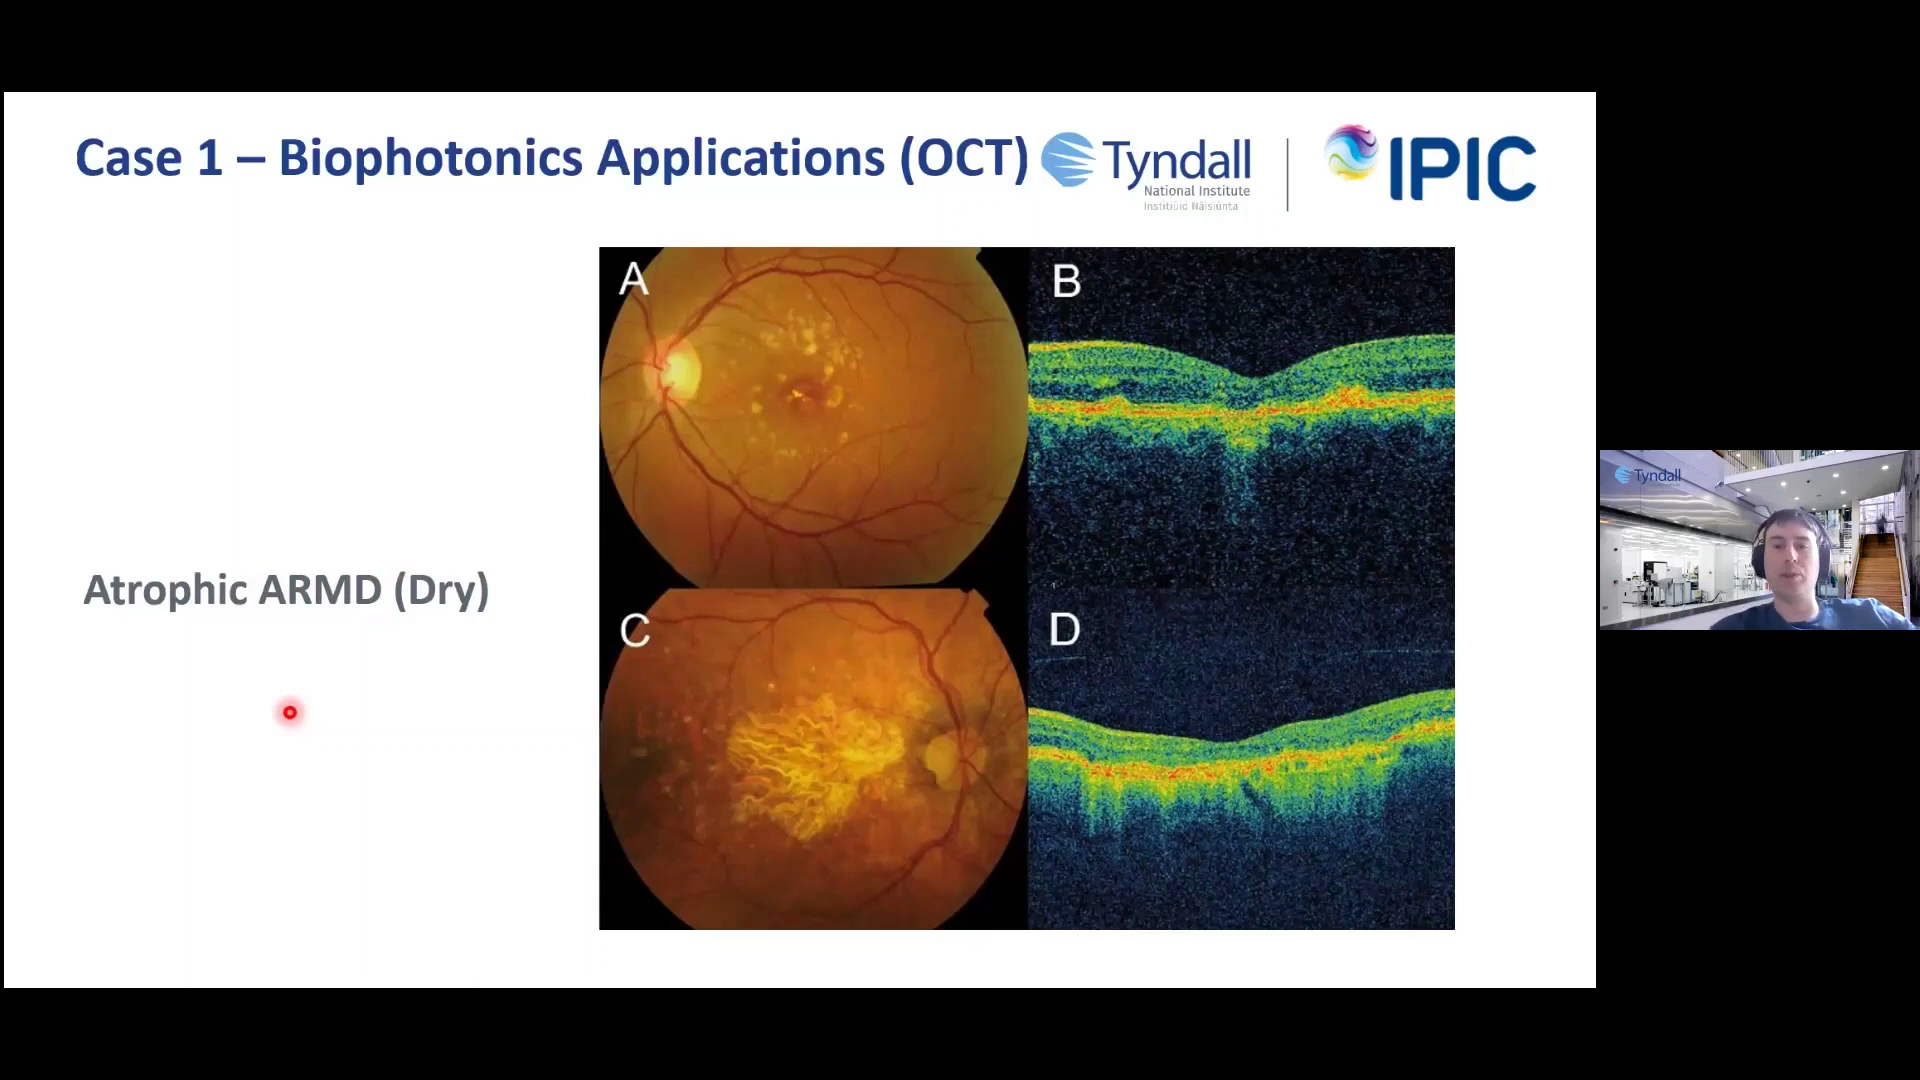 Case 1 – Biophotonics Applications (OCT)
Tyndall
National Institute
Institiúid Náisiúnta
IPIC
A
B
Atrophic ARMD (Dry)
C
D
Tyndall